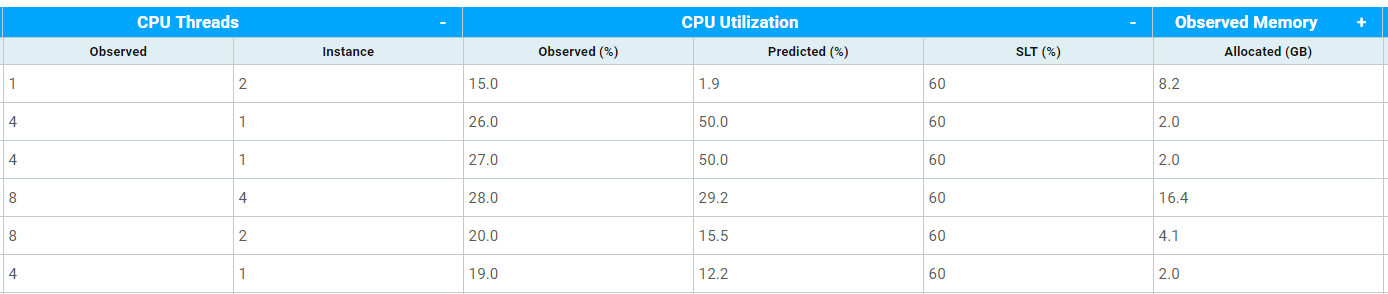 CPU Threads - CPU Utilization - Observed Memory +
Observed Instance Observed (%) Predicted (%) SLT (%) Allocated (GB)
1 2 15.0 1.9 60 8.2
4 1 26.0 50.0 60 2.0
4 1 27.0 50.0 60 2.0
8 4 28.0 29.2 60 16.4
8 2 20.0 15.5 60 4.1
4 1 19.0 12.2 60 2.0